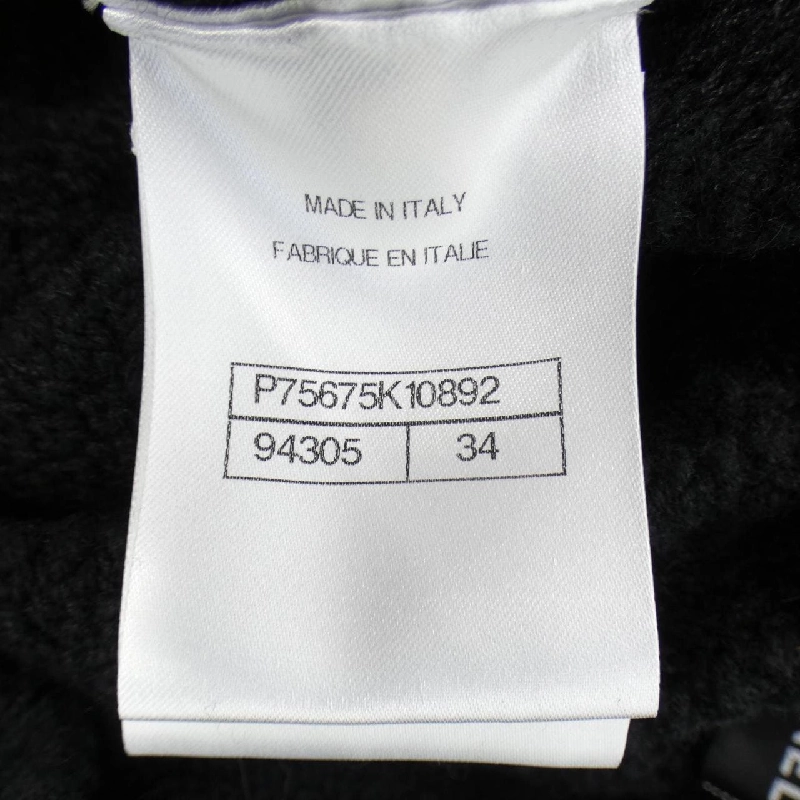 MADE IN ITALY
FABRIQUE EN ITALIE
P75675K10892
94305 34